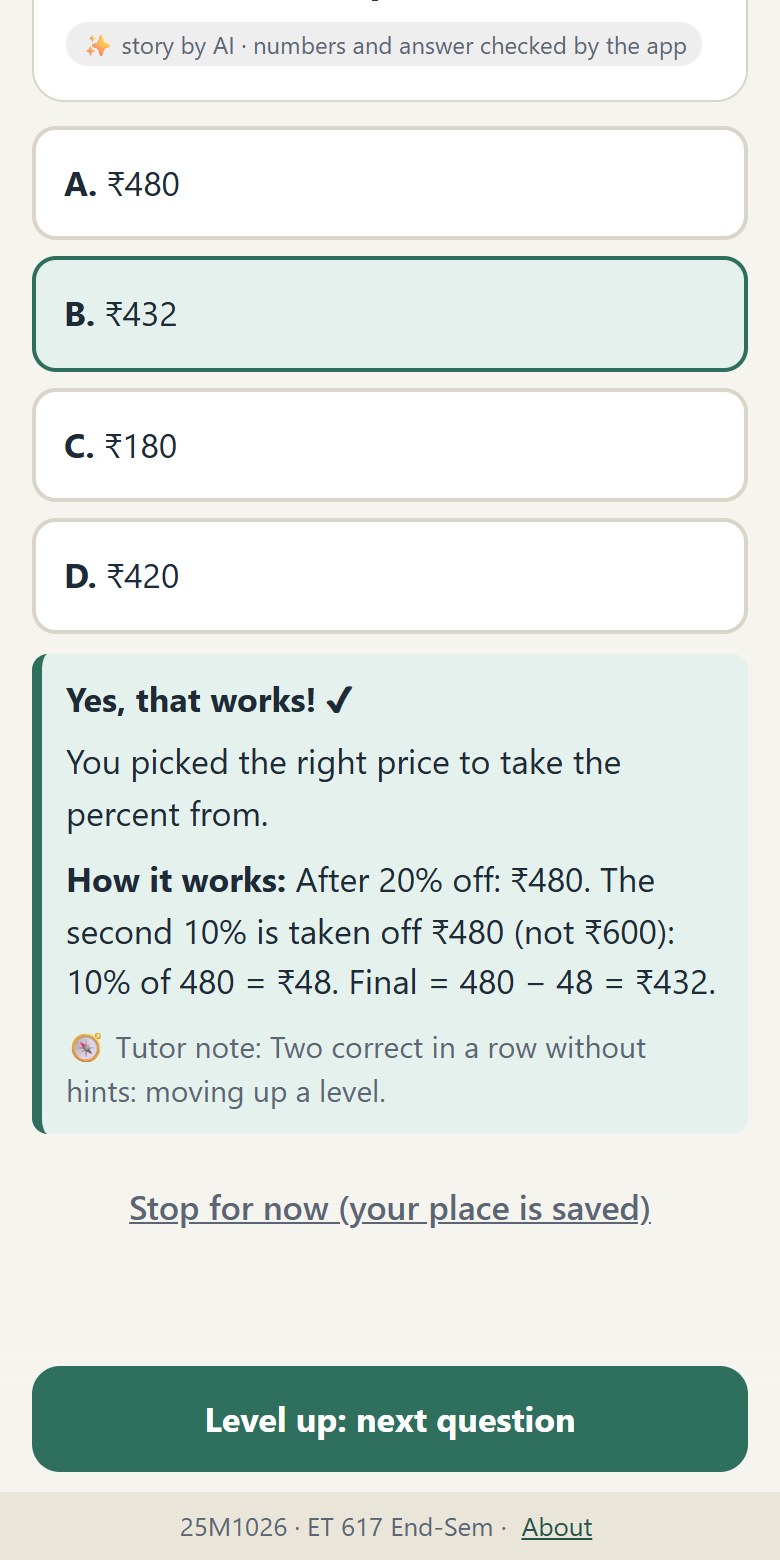 story by AI · numbers and answer checked by the app
A. ₹480
B. ₹432
C. ₹180
D. ₹420
Yes, that works! ✔
You picked the right price to take the
percent from.
How it works: After 20% off: ₹480. The
second 10% is taken off ₹480 (not ₹600):
10% of 480 = ₹48. Final = 480 − 48 = ₹432.
Tutor note: Two correct in a row without
hints: moving up a level.
Stop for now (your place is saved)
Level up: next question
25M1026 · ET 617 End-Sem · About